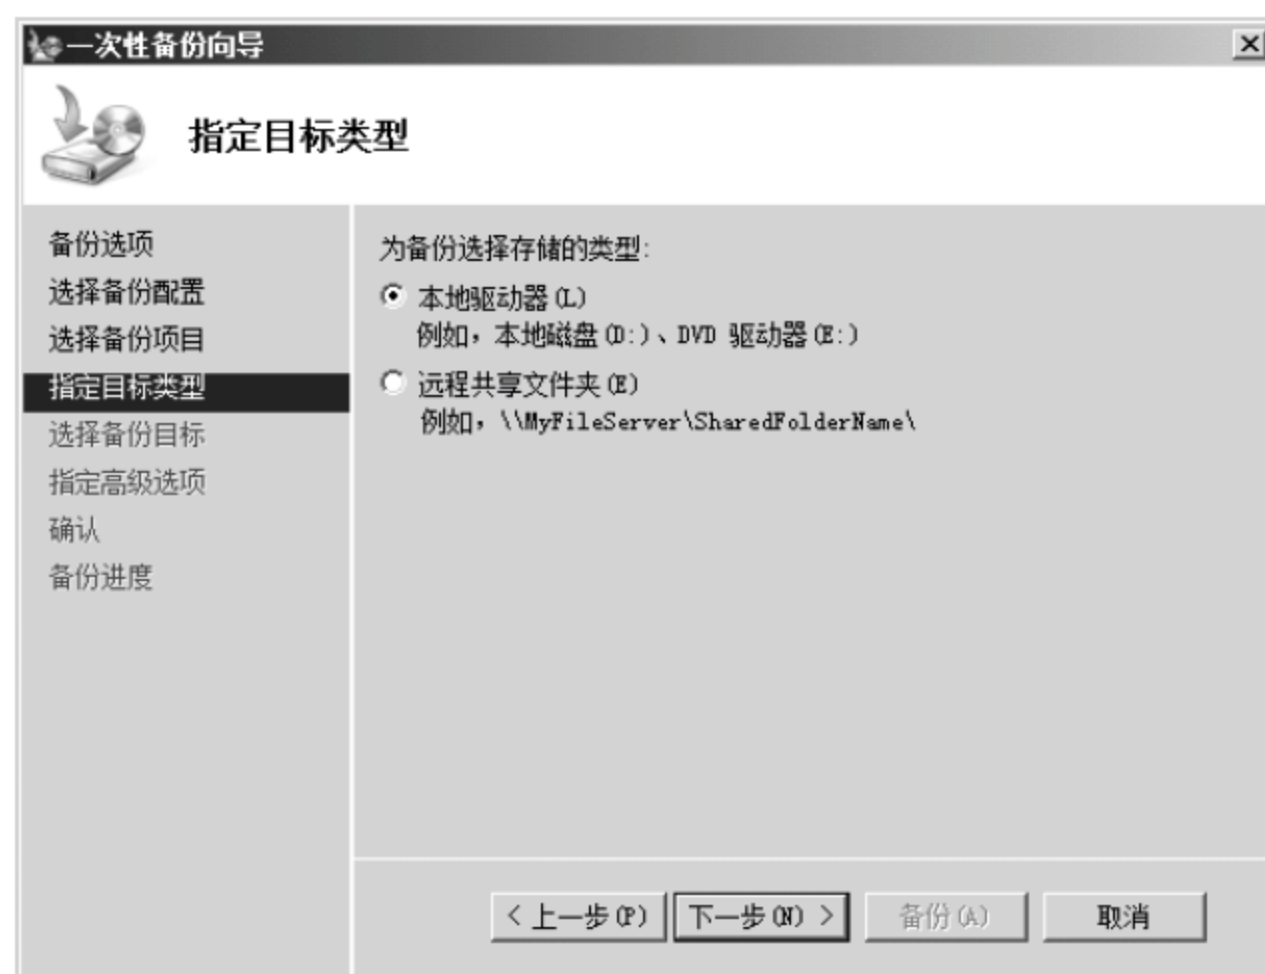 一次性备份向导
指定目标类型
备份选项
选择备份配置
选择备份项目
指定目标类型
选择备份目标
指定高级选项
确认
备份进度
为备份选择存储的类型:
本地驱动器(L)
例如，本地磁盘(D:)、DVD 驱动器(E:)
远程共享文件夹(E)
例如，\\MyFileServer\SharedFolderName\
< 上一步(P) 下一步(N) > 备份(A) 取消